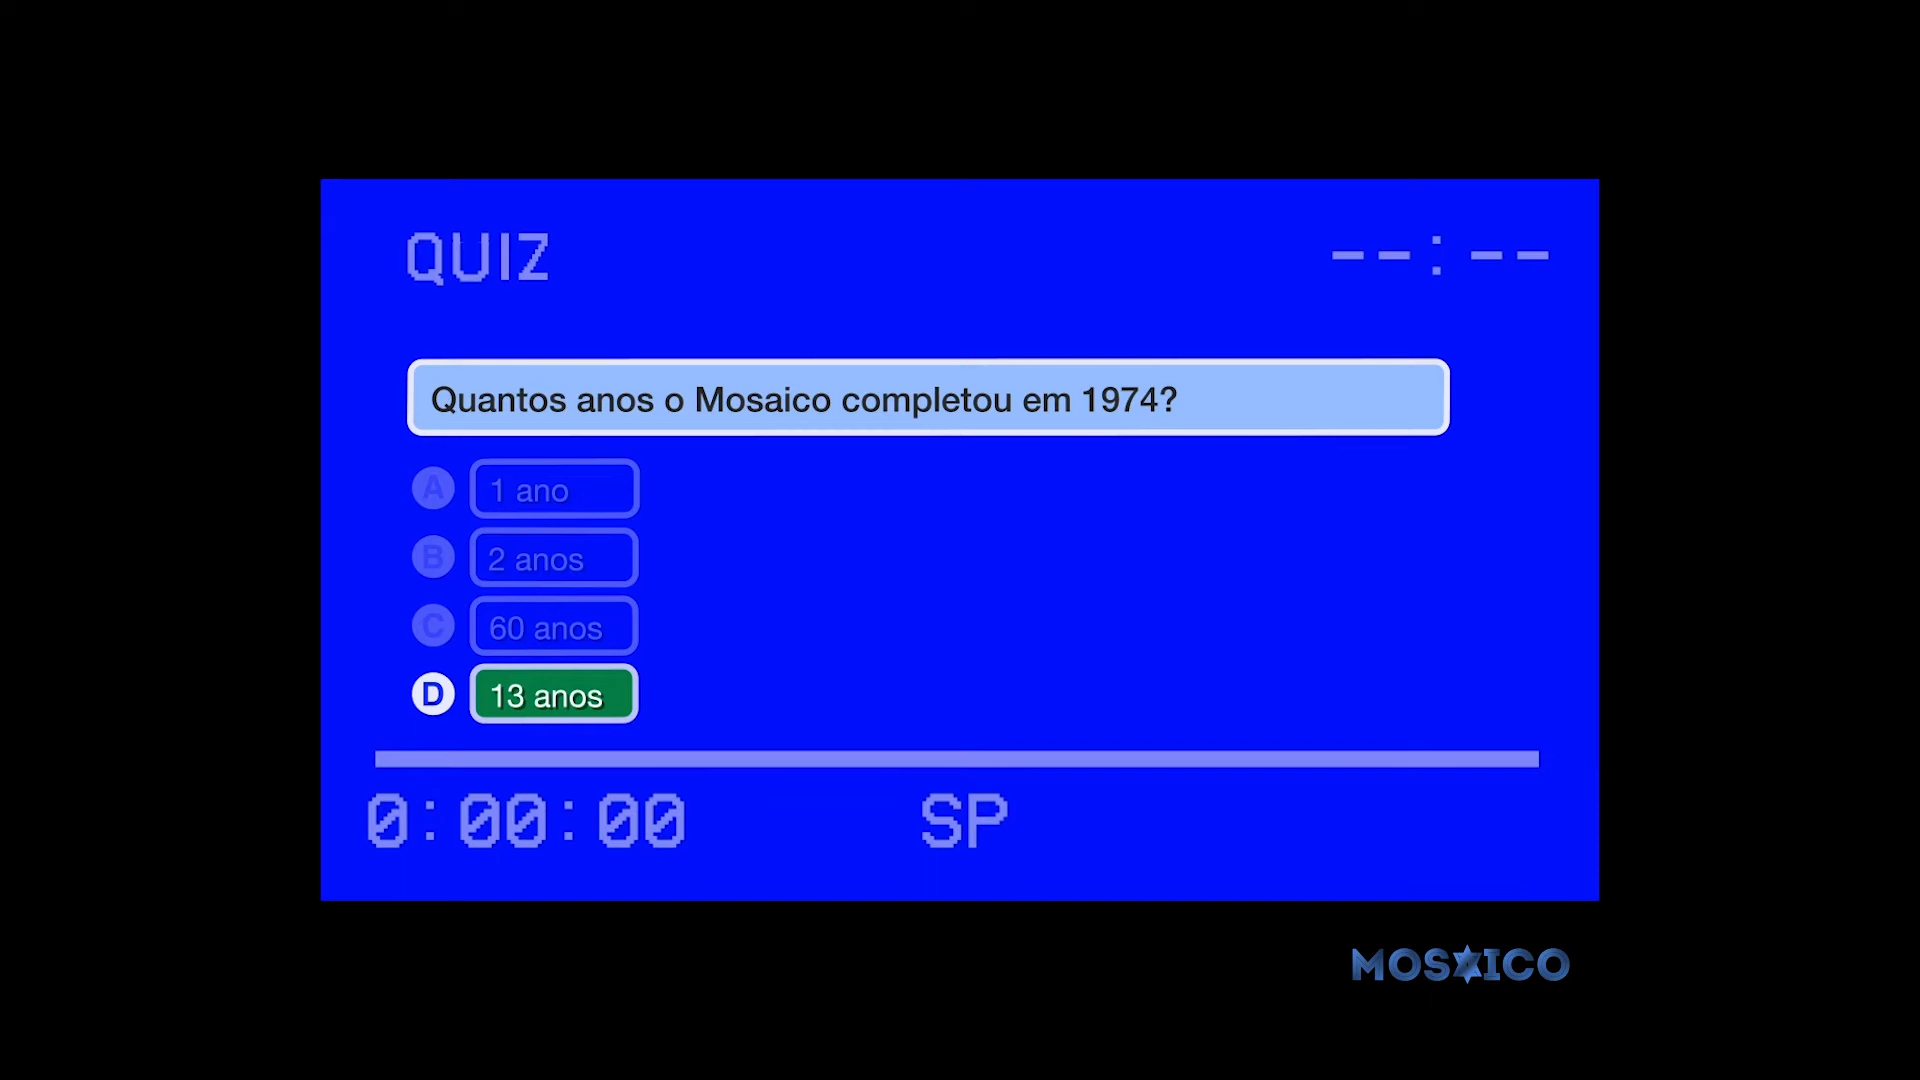 QUIZ
--:--
Quantos anos o Mosaico completou em 1974?
A 1 ano
B 2 anos
C 60 anos
D 13 anos
0:00:00 SP
MOSAICO